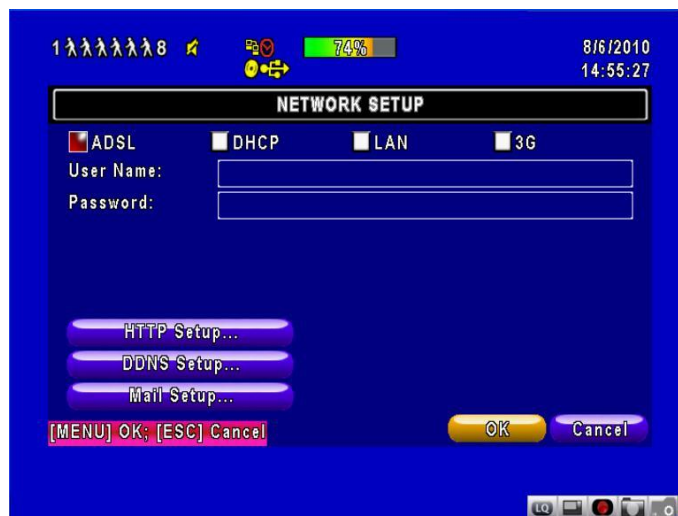 1 8 74% 8/6/2010
14:55:27
NETWORK SETUP
ADSL DHCP LAN 3G
User Name:
Password:
HTTP Setup...
DDNS Setup...
Mail Setup...
[MENU] OK; [ESC] Cancel OK Cancel
LQ